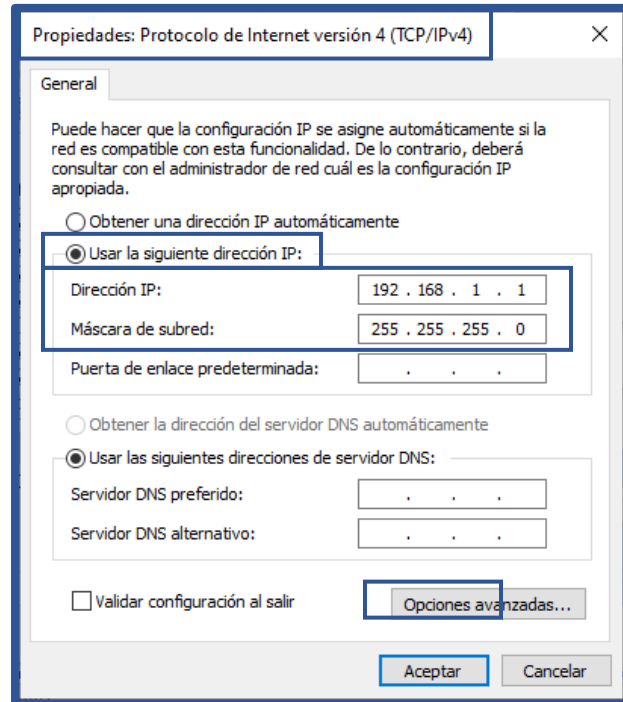 Propiedades: Protocolo de Internet versión 4 (TCP/IPv4)
General
Puede hacer que la configuración IP se asigne automáticamente si la
red es compatible con esta funcionalidad. De lo contrario, deberá
consultar con el administrador de red cuál es la configuración IP
apropiada.
Obtener una dirección IP automáticamente
Usar la siguiente dirección IP:
Dirección IP: 192 . 168 . 1 . 1
Máscara de subred: 255 . 255 . 255 . 0
Puerta de enlace predeterminada: . . .
Obtener la dirección del servidor DNS automáticamente
Usar las siguientes direcciones de servidor DNS:
Servidor DNS preferido: . . .
Servidor DNS alternativo: . . .
Validar configuración al salir Opciones avanzadas...
Aceptar Cancelar